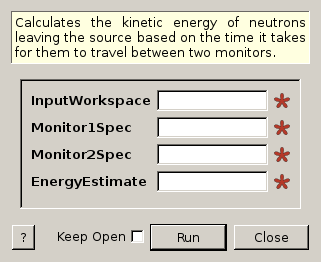 Calculates the kinetic energy of neutrons
leaving the source based on the time it takes
for them to travel between two monitors.
InputWorkspace
Monitor1Spec
Monitor2Spec
EnergyEstimate
? Keep Open Run Close